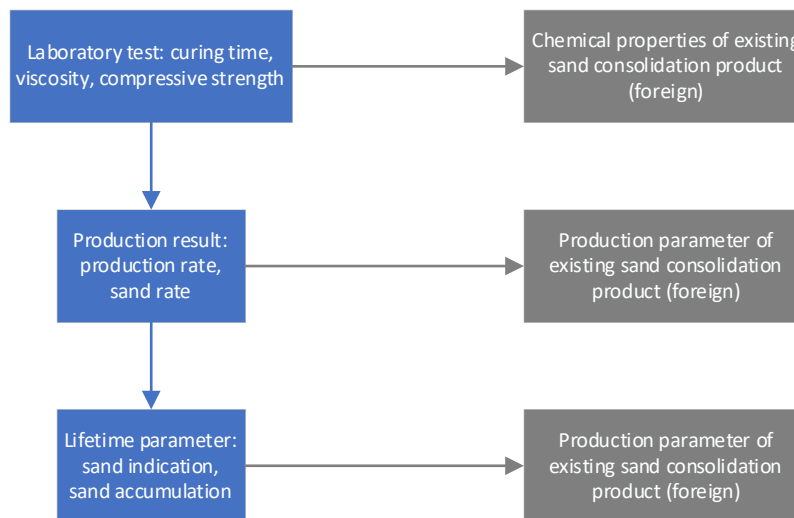 Laboratory test: curing time,
viscosity, compressive strength
Chemical properties of existing
sand consolidation product
(foreign)
Production result:
production rate,
sand rate
Production parameter of
existing sand consolidation
product (foreign)
Lifetime parameter:
sand indication,
sand accumulation
Production parameter of
existing sand consolidation
product (foreign)